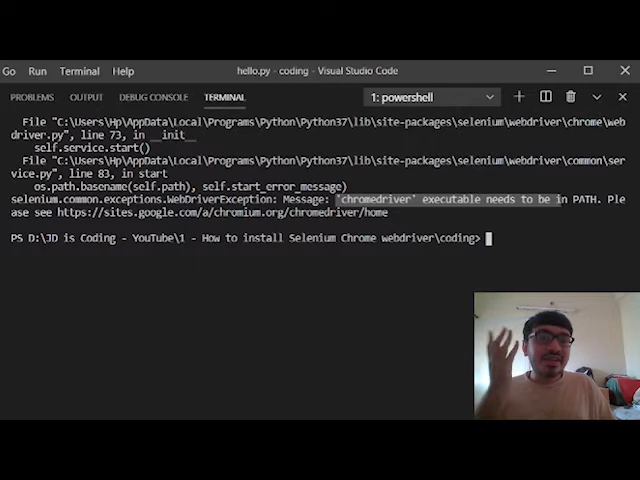 Go Run Terminal Help hello.py - coding - Visual Studio Code
PROBLEMS OUTPUT DEBUG CONSOLE TERMINAL 1: powershell
File "C:\Users\Hp\AppData\Local\Programs\Python\Python37\lib\site-packages\selenium\webdriver\chrome\web
driver.py", line 73, in __init__
self.service.start()
File "C:\Users\Hp\AppData\Local\Programs\Python\Python37\lib\site-packages\selenium\webdriver\common\ser
vice.py", line 83, in start
os.path.basename(self.path), self.start_error_message)
selenium.common.exceptions.WebDriverException: Message: 'chromedriver' executable needs to be in PATH. Ple
ase see https://sites.google.com/a/chromium.org/chromedriver/home
PS D:\JD is Coding - YouTube\1 - How to install Selenium Chrome webdriver\coding>